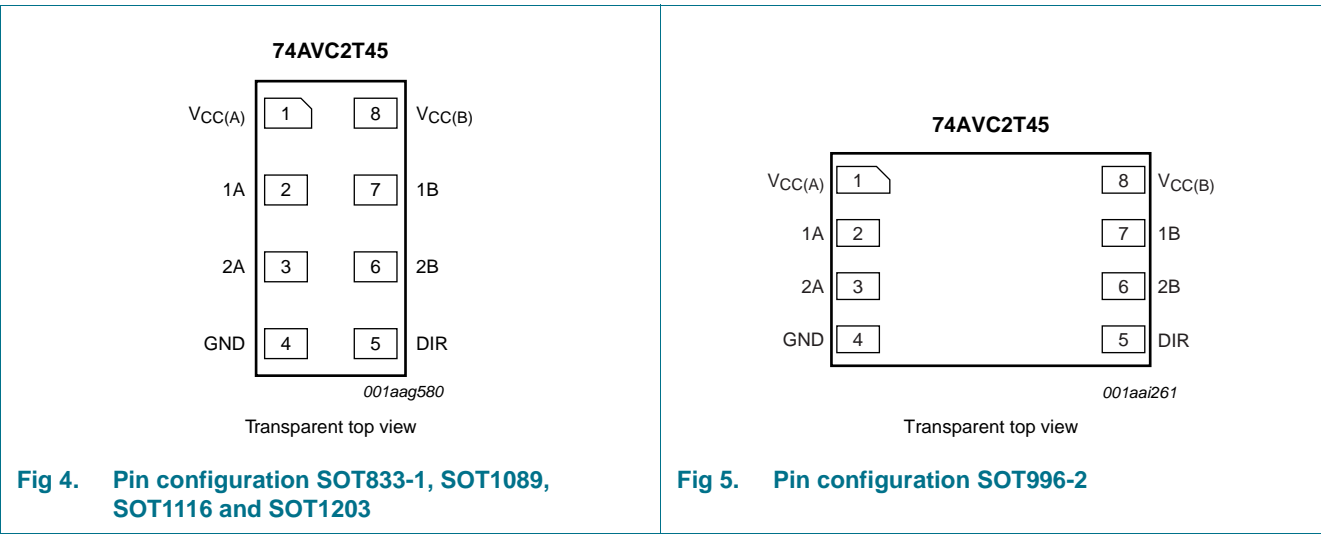 74AVC2T45
VCC(A) 1 8 VCC(B)
1A 2 7 1B
2A 3 6 2B
GND 4 5 DIR
001aag580
Transparent top view
Fig 4. Pin configuration SOT833-1, SOT1089,
SOT1116 and SOT1203
74AVC2T45
VCC(A) 1 8 VCC(B)
1A 2 7 1B
2A 3 6 2B
GND 4 5 DIR
001aai261
Transparent top view
Fig 5. Pin configuration SOT996-2